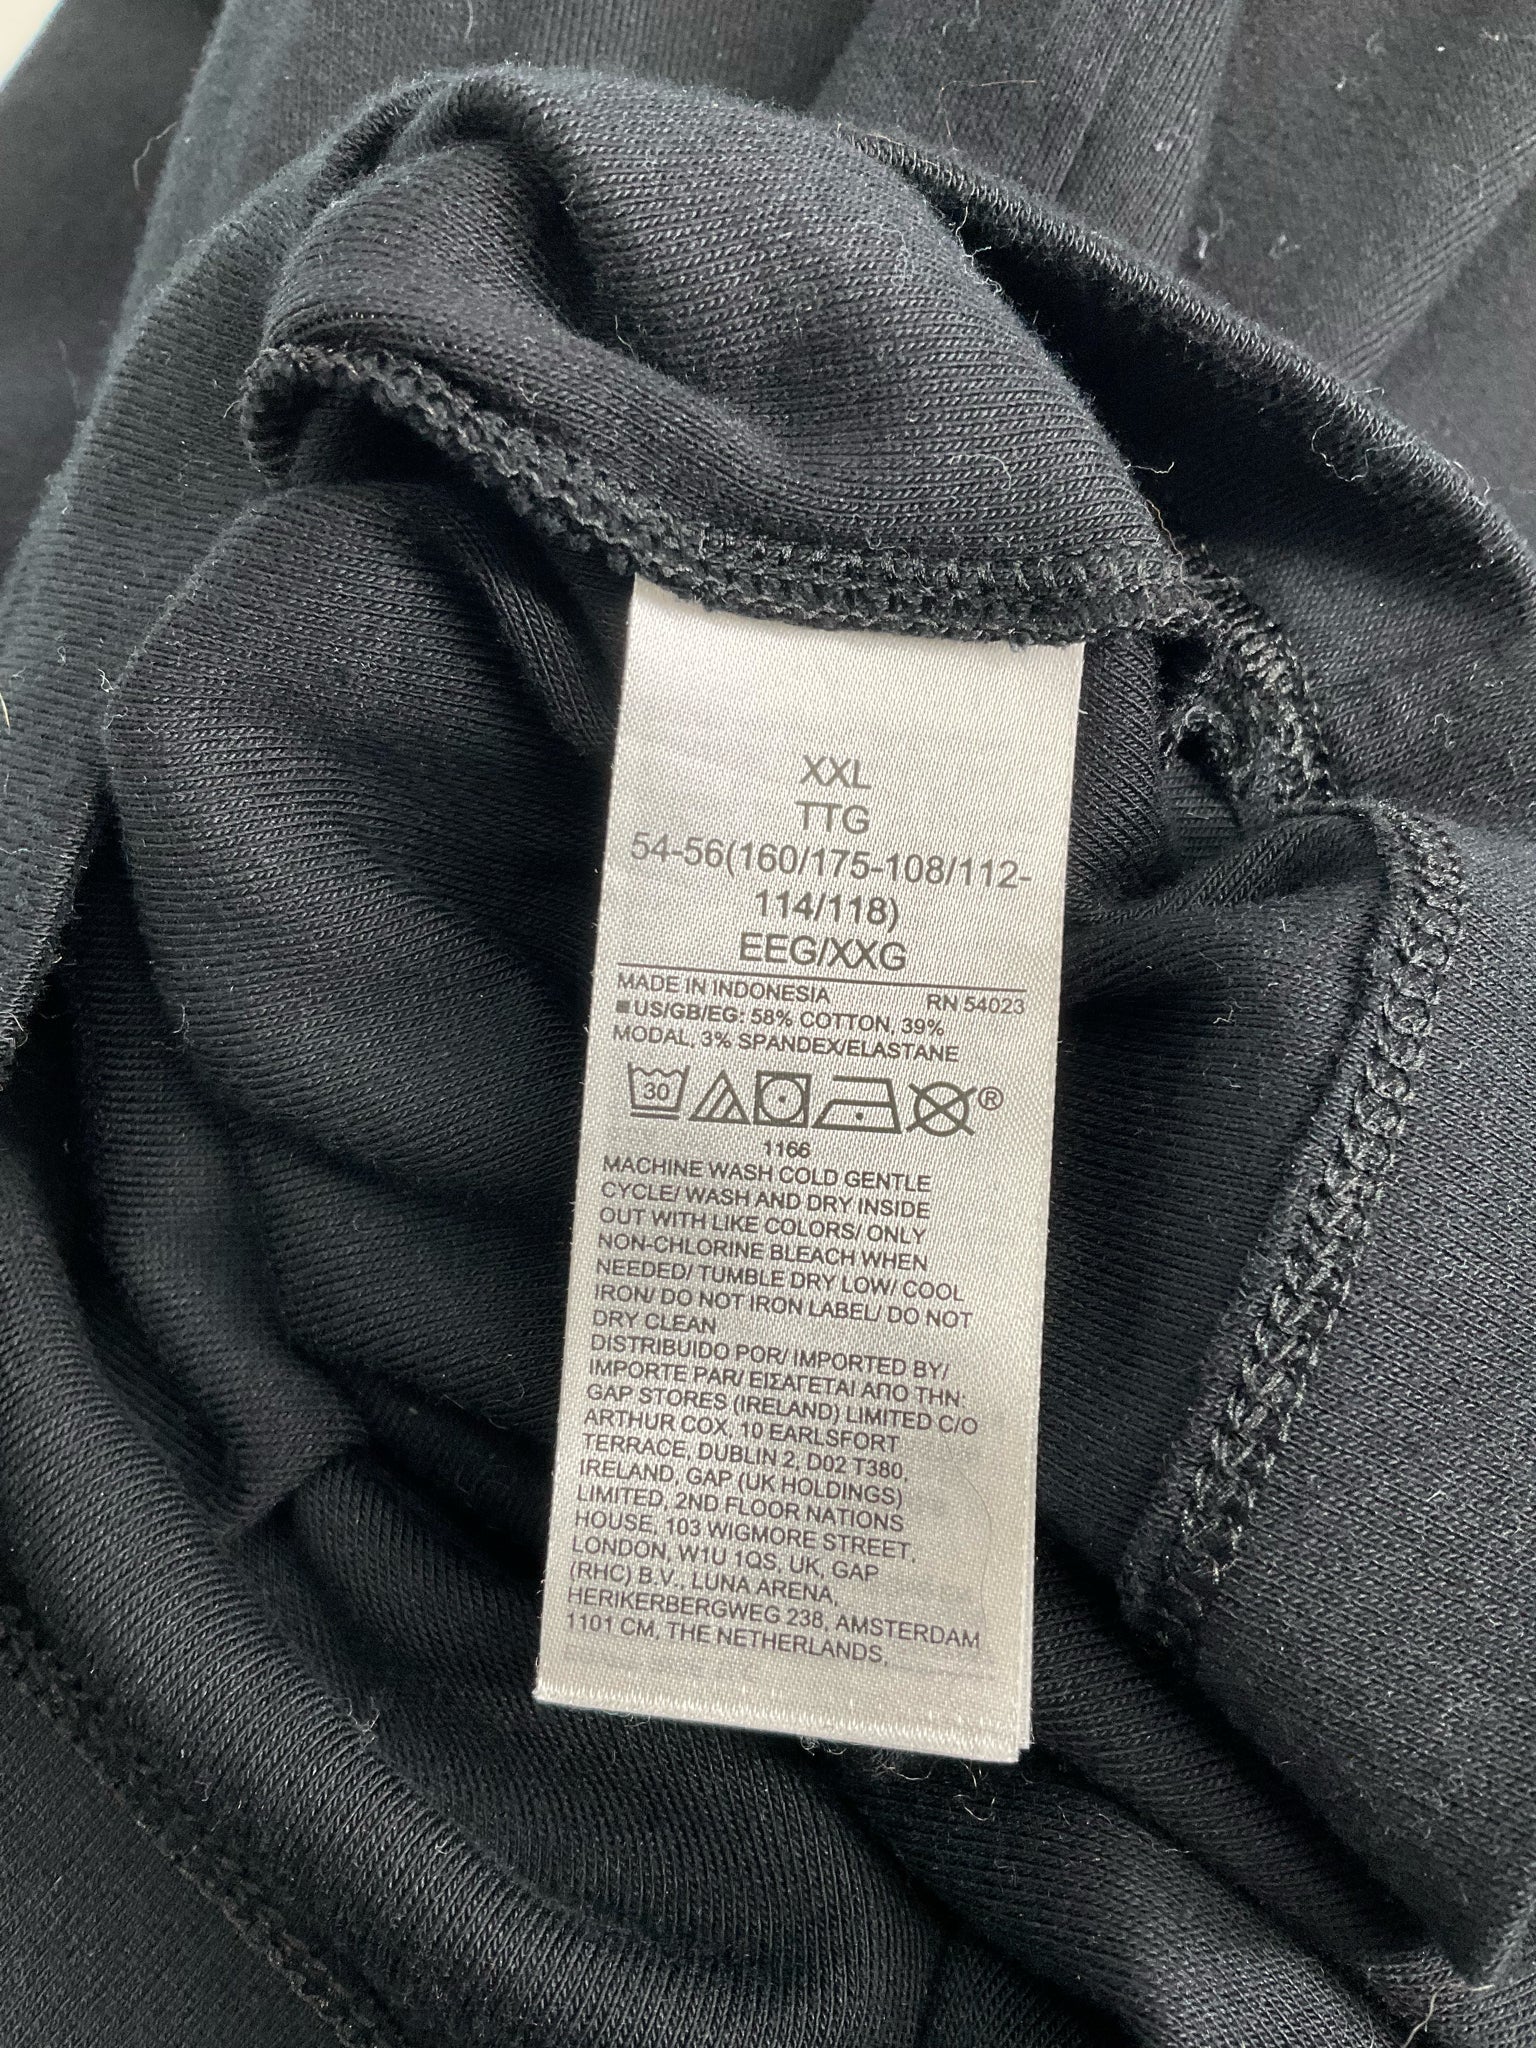 XXL
TTG
54-56(160/175-108/112-
114/118)
EEG/XXG
MADE IN INDONESIA RN 54023
■US/GB/EG: 58% COTTON, 39%
MODAL, 3% SPANDEX/ELASTANE
30 ®
1166
MACHINE WASH COLD GENTLE
CYCLE/ WASH AND DRY INSIDE
OUT WITH LIKE COLORS/ ONLY
NON-CHLORINE BLEACH WHEN
NEEDED/ TUMBLE DRY LOW/ COOL
IRON/ DO NOT IRON LABEL/ DO NOT
DRY CLEAN
DISTRIBUIDO POR/ IMPORTED BY/
IMPORTE PAR/ ΕΙΣΑΓΕΤΑΙ ΑΠΟ ΤΗΝ:
GAP STORES (IRELAND) LIMITED C/O
ARTHUR COX, 10 EARLSFORT
TERRACE, DUBLIN 2, D02 T380,
IRELAND, GAP (UK HOLDINGS)
LIMITED, 2ND FLOOR NATIONS
HOUSE, 103 WIGMORE STREET,
LONDON, W1U 1QS, UK, GAP
(RHC) B.V., LUNA ARENA,
HERIKERBERGWEG 238, AMSTERDAM
1101 CM, THE NETHERLANDS,